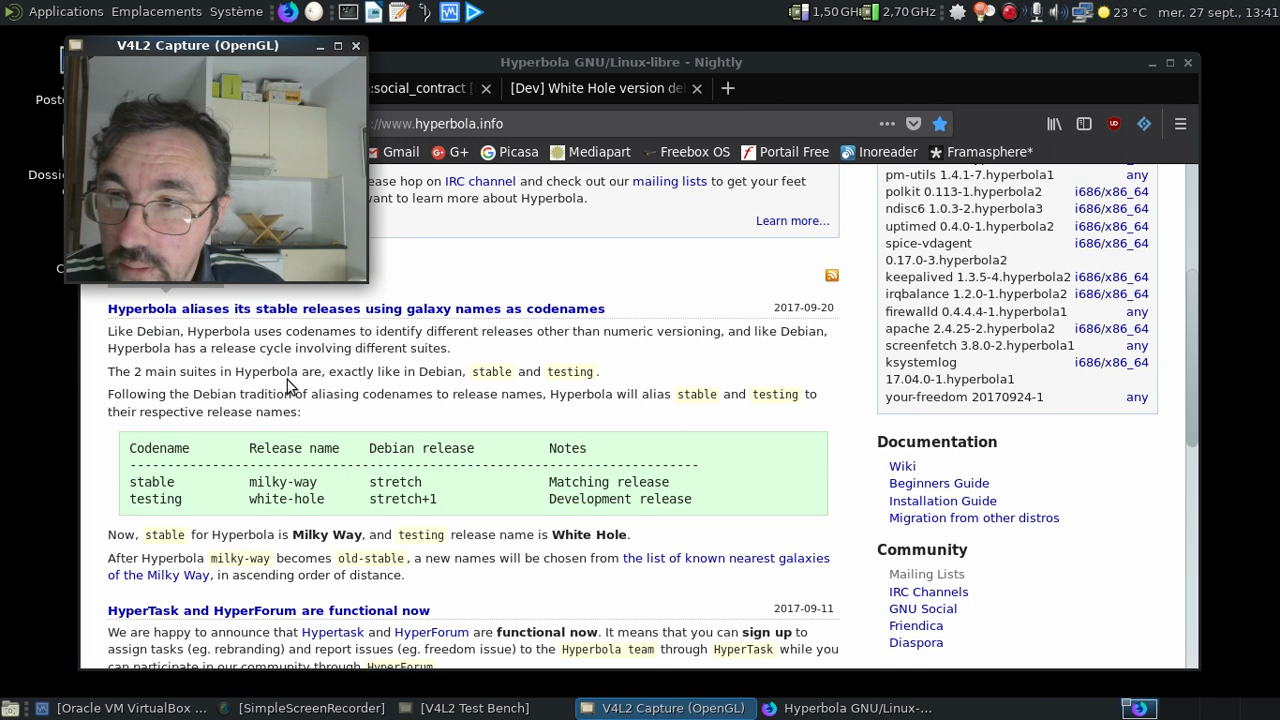 Applications Emplacements Système
1,50 GHz 2,70 GHz 23 °C mer. 27 sept., 13:41
V4L2 Capture (OpenGL)
Hyperbola GNU/Linux-libre - Nightly
:social_contract [
[Dev] White Hole version de
://www.hyperbola.info
Gmail G+ Picasa Mediapart Freebox OS Portail Free Inoreader Framasphère*
ease hop on IRC channel and check out our mailing lists to get your feet
want to learn more about Hyperbola.
Learn more...
Hyperbola aliases its stable releases using galaxy names as codenames 2017-09-20
Like Debian, Hyperbola uses codenames to identify different releases other than numeric versioning, and like Debian,
Hyperbola has a release cycle involving different suites.
The 2 main suites in Hyperbola are, exactly like in Debian, stable and testing.
Following the Debian tradition of aliasing codenames to release names, Hyperbola will alias stable and testing to
their respective release names:
Codename Release name Debian release Notes
-----------------------------------------------------------------------------
stable milky-way stretch Matching release
testing white-hole stretch+1 Development release
Now, stable for Hyperbola is Milky Way, and testing release name is White Hole.
After Hyperbola milky-way becomes old-stable, a new names will be chosen from the list of known nearest galaxies
of the Milky Way, in ascending order of distance.
HyperTask and HyperForum are functional now 2017-09-11
We are happy to announce that Hypertask and HyperForum are functional now. It means that you can sign up to
assign tasks (eg. rebranding) and report issues (eg. freedom issue) to the Hyperbola team through HyperTask while you
can participate in our community through HyperForum.
pm-utils 1.4.1-7.hyperbola1 any
polkit 0.113-1.hyperbola2 i686/x86_64
ndisc6 1.0.3-2.hyperbola3 i686/x86_64
uptimed 0.4.0-1.hyperbola2 i686/x86_64
spice-vdagent i686/x86_64
0.17.0-3.hyperbola2
keepalived 1.3.5-4.hyperbola2 i686/x86_64
irqbalance 1.2.0-1.hyperbola1 i686/x86_64
firewalld 0.4.4.4-1.hyperbola1 any
apache 2.4.25-2.hyperbola2 i686/x86_64
screenfetch 3.8.0-2.hyperbola1 any
ksystemlog i686/x86_64
17.04.0-1.hyperbola1
your-freedom 20170924-1 any
Documentation
Wiki
Beginners Guide
Installation Guide
Migration from other distros
Community
Mailing Lists
IRC Channels
GNU Social
Friendica
Diaspora
Poste
Dossie
C
[Oracle VM VirtualBox ... [SimpleScreenRecorder] [V4L2 Test Bench] V4L2 Capture (OpenGL) Hyperbola GNU/Linux-...